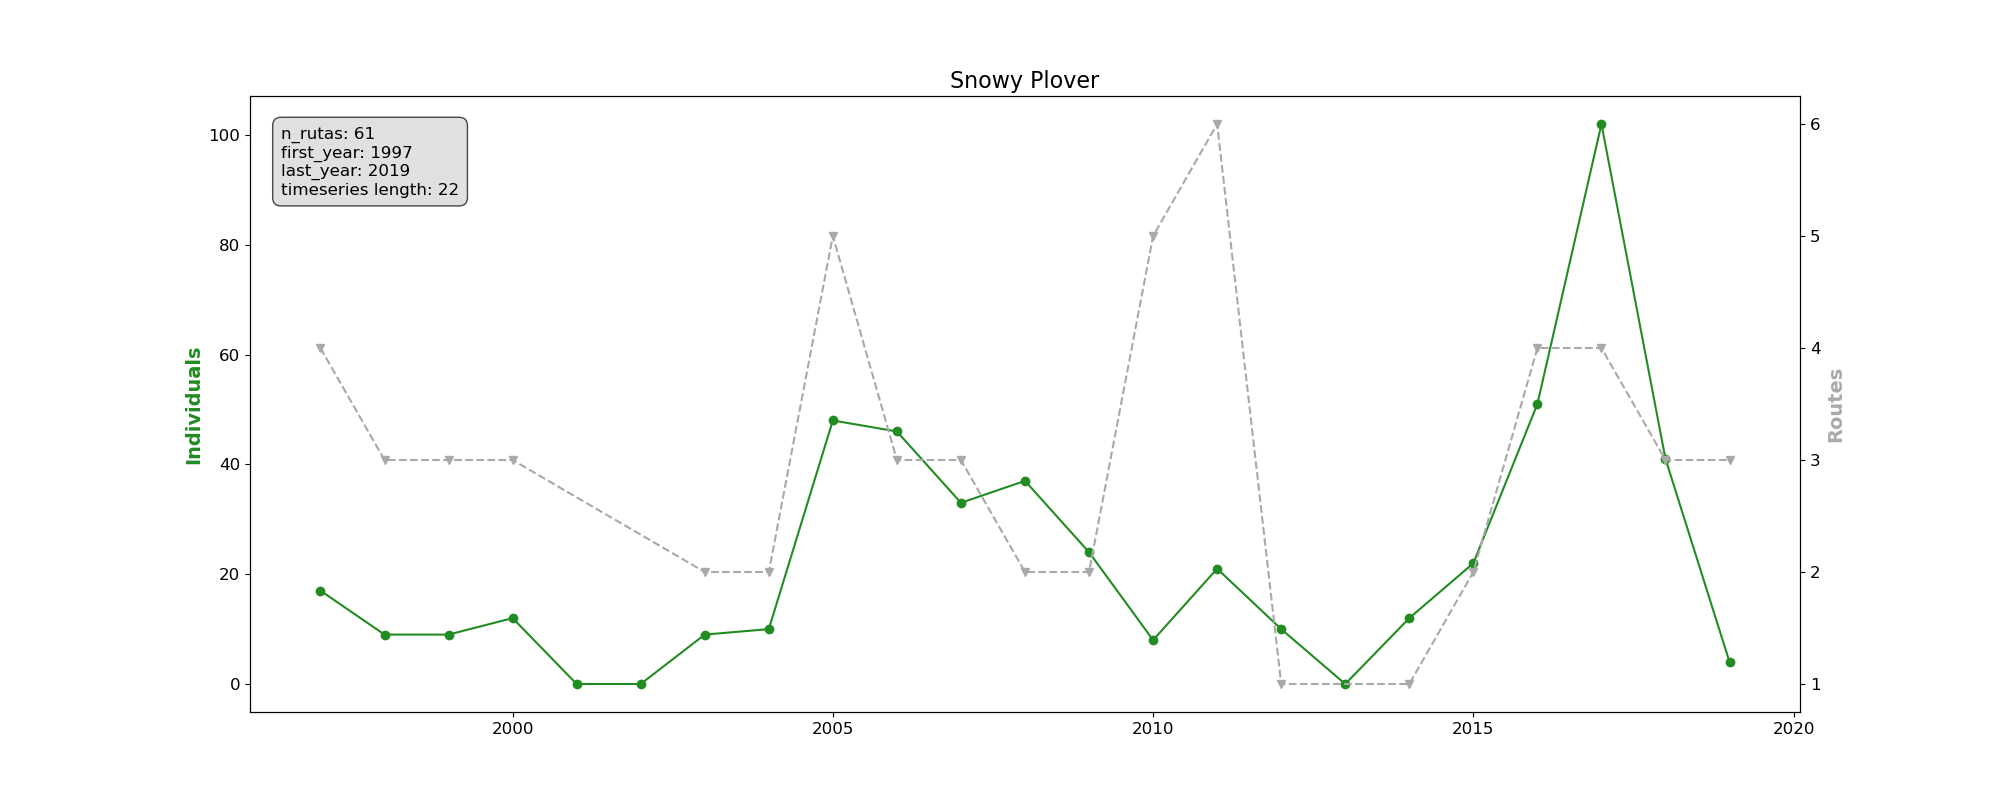 Snowy Plover
n_rutas: 61
first_year: 1997
last_year: 2019
timeseries length: 22
Individuals
100
80
60
40
20
0
6
5
4
3
2
1
Routes
2000 2005 2010 2015 2020